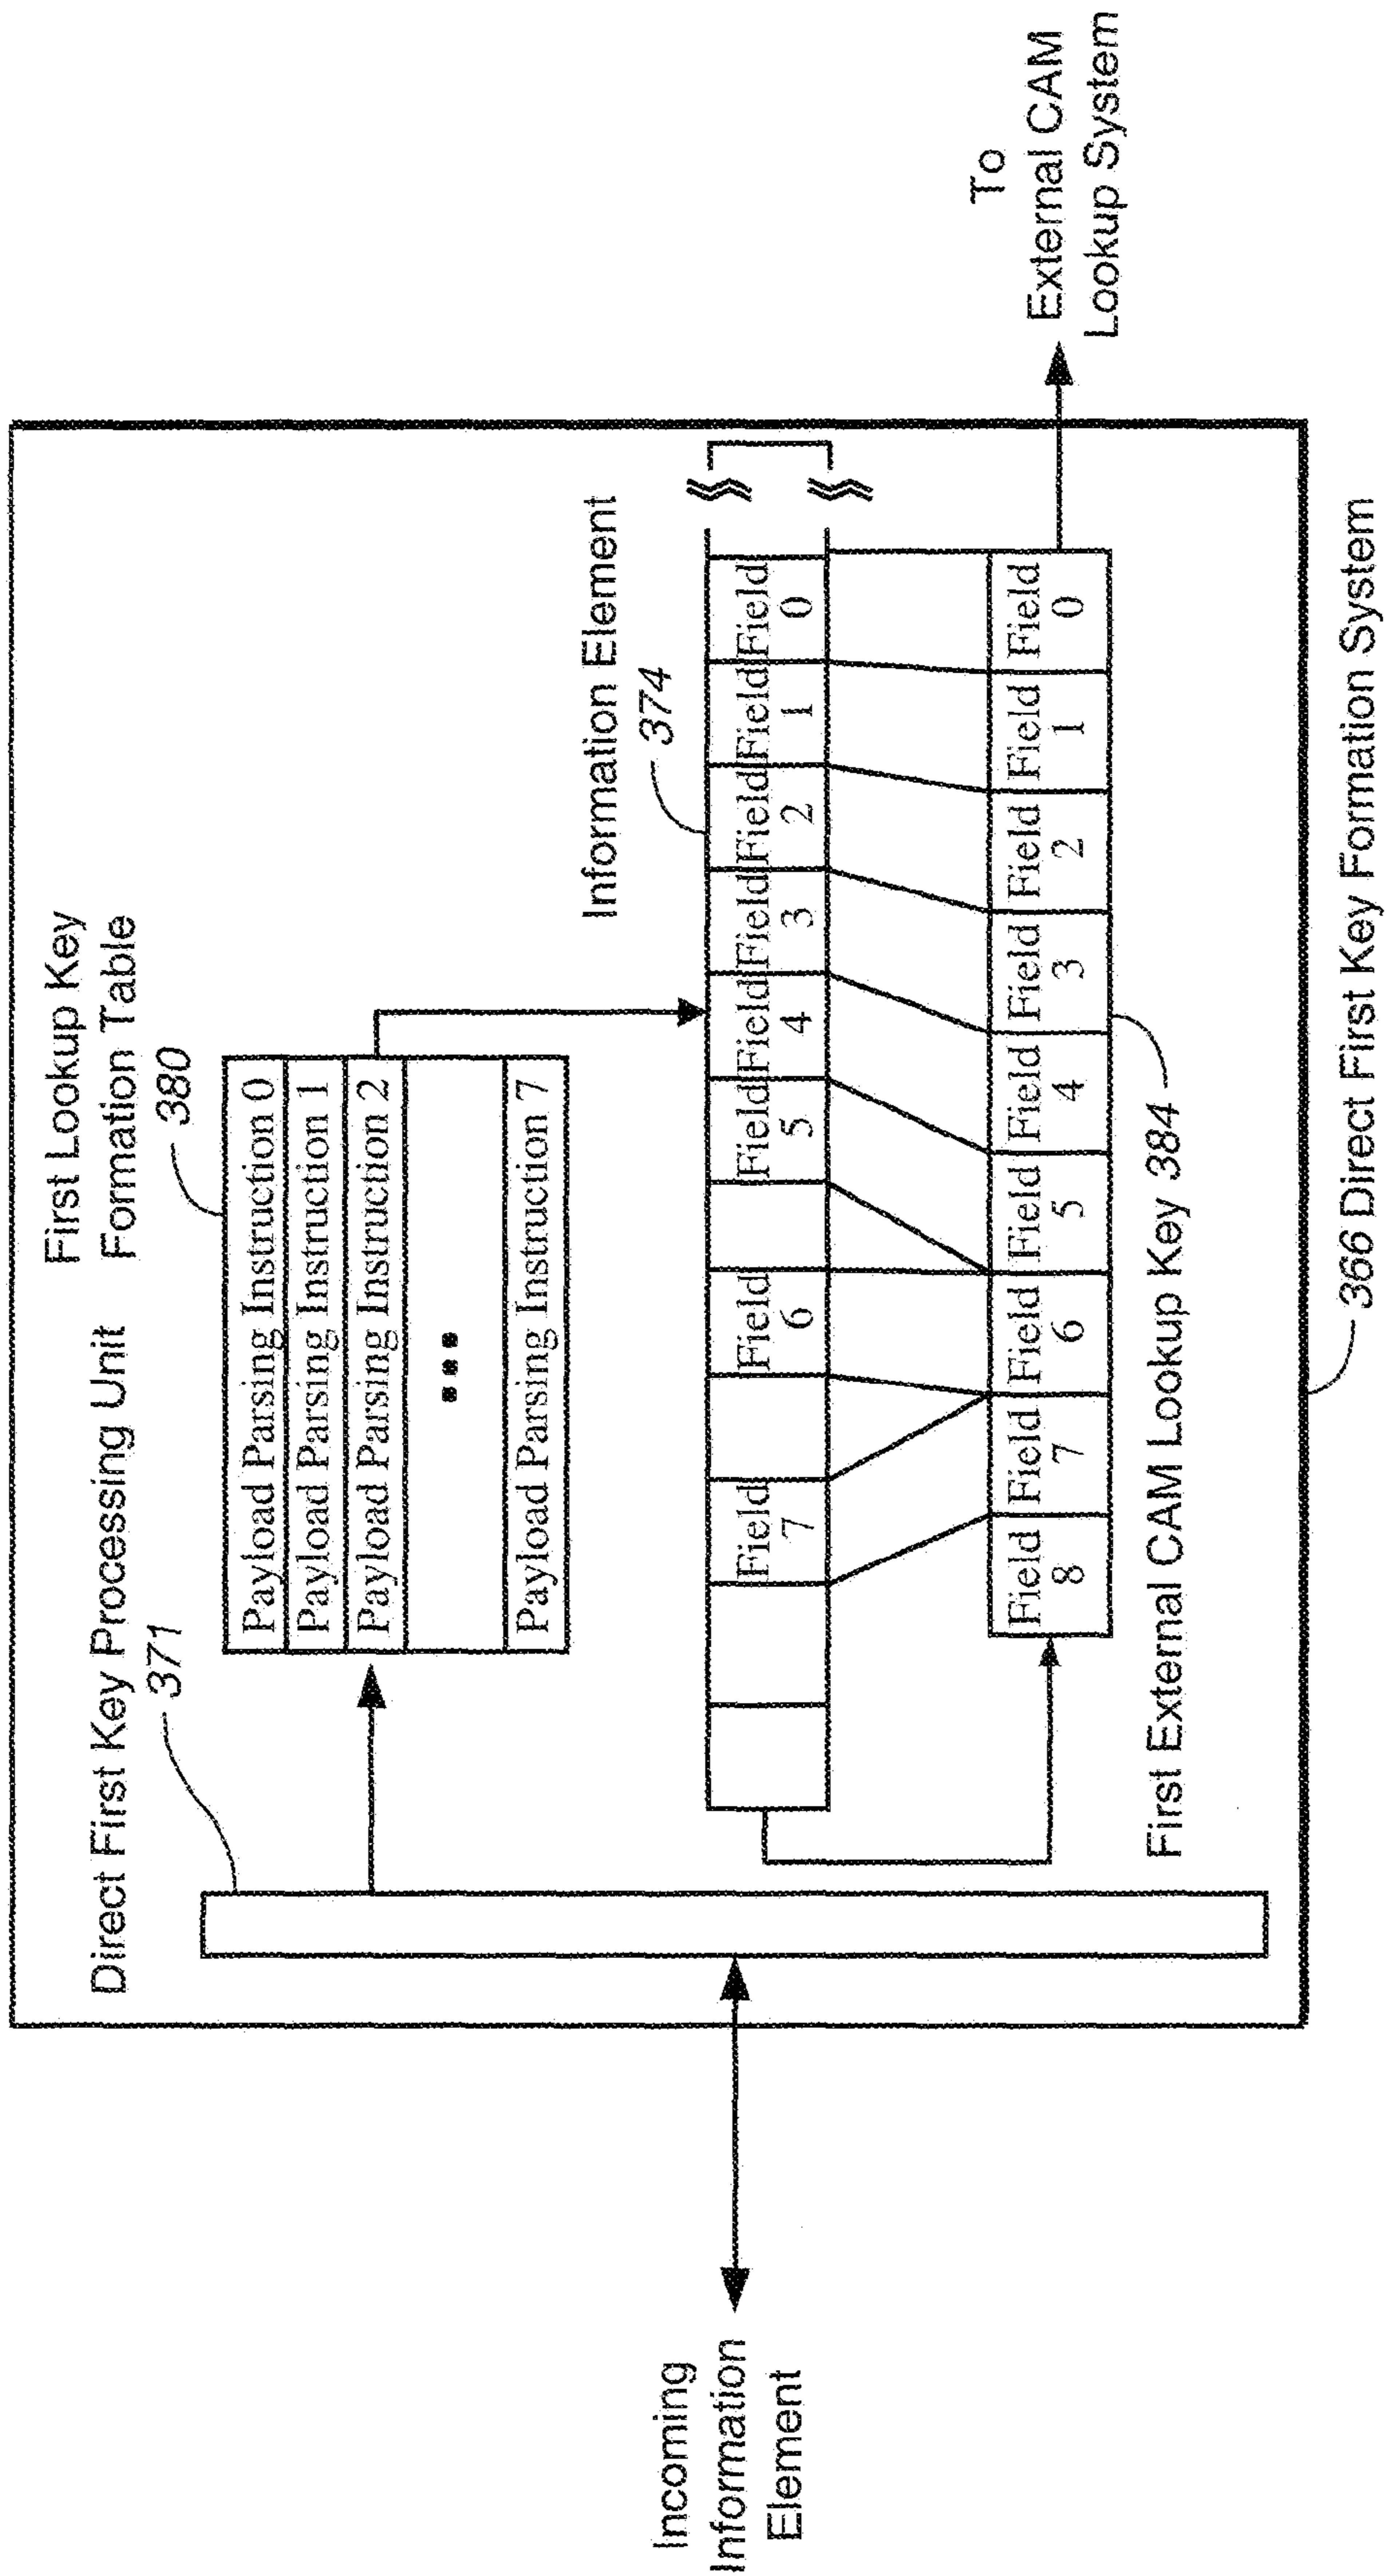 Incoming
Information
Element
Direct First Key Processing Unit
371
First Lookup Key
Formation Table
380
Payload Parsing Instruction 0
Payload Parsing Instruction 1
Payload Parsing Instruction 2
Payload Parsing Instruction 7
Information Element
374
Field 7
Field 6
Field 5
Field 4
Field 3
Field 2
Field 1
Field 0
Field 8
Field 7
Field 6
Field 5
Field 4
Field 3
Field 2
Field 1
Field 0
First External CAM Lookup Key 384
To
External CAM
Lookup System
366 Direct First Key Formation System